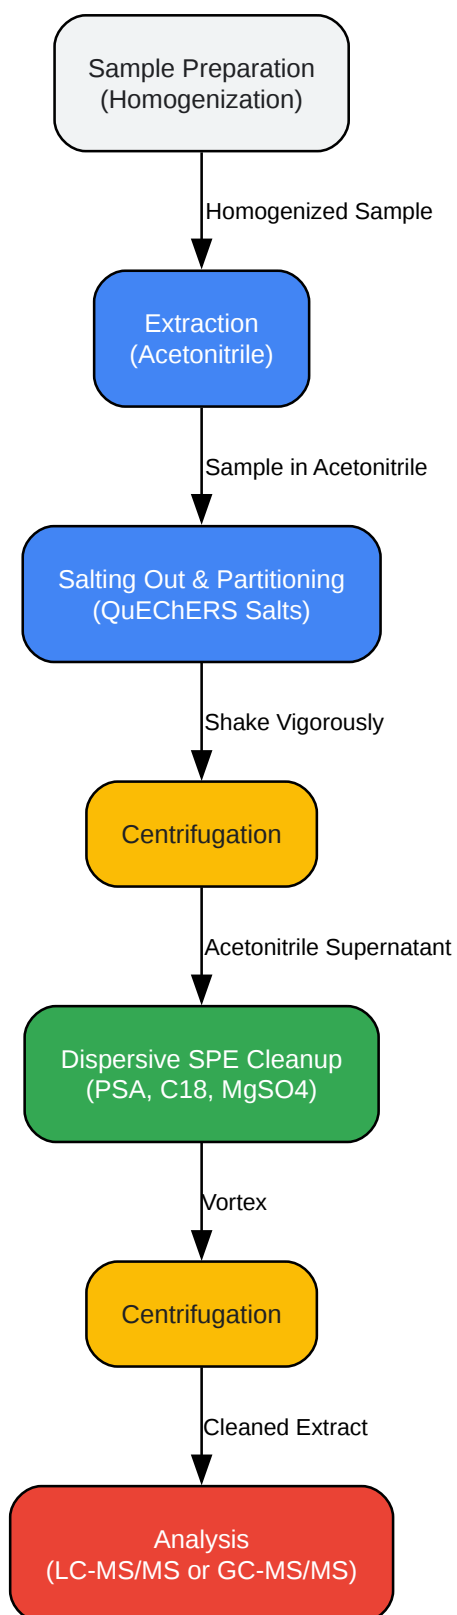 Sample Preparation
(Homogenization)
Homogenized Sample
Extraction
(Acetonitrile)
Sample in Acetonitrile
Salting Out & Partitioning
(QuEChERS Salts)
Shake Vigorously
Centrifugation
Acetonitrile Supernatant
Dispersive SPE Cleanup
(PSA, C18, MgSO4)
Vortex
Centrifugation
Cleaned Extract
Analysis
(LC-MS/MS or GC-MS/MS)